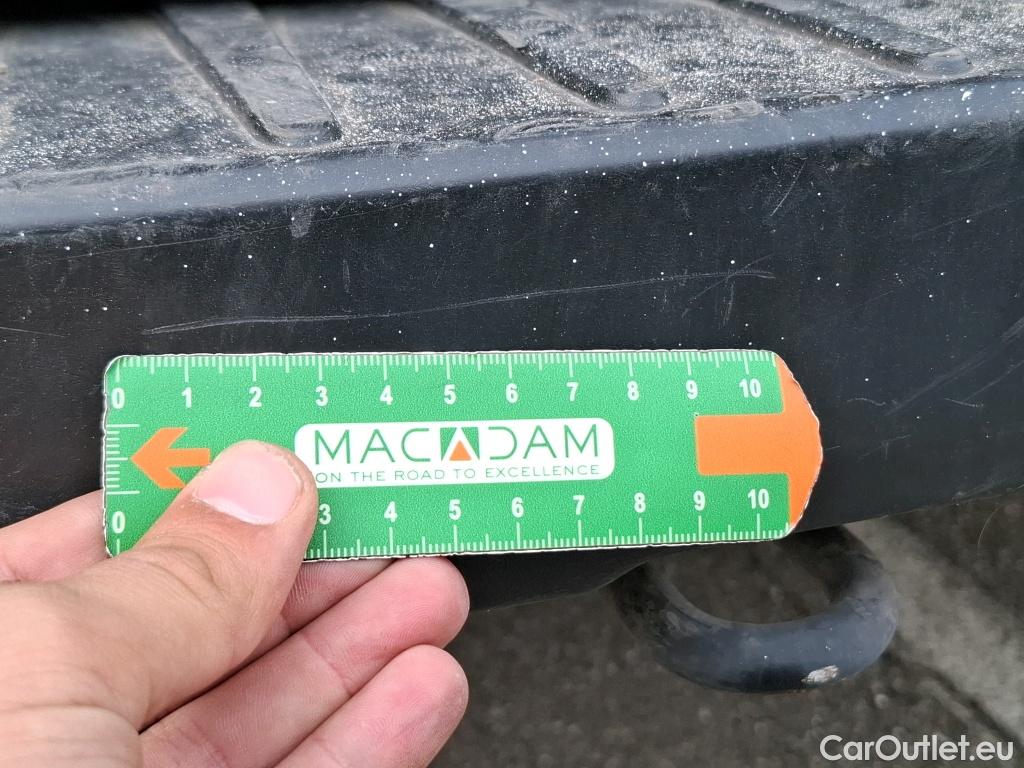 0 1 2 3 4 5 6 7 8 9 10
MACADAM
ON THE ROAD TO EXCELLENCE
0 3 4 5 6 7 8 9 10
CarOutlet.eu